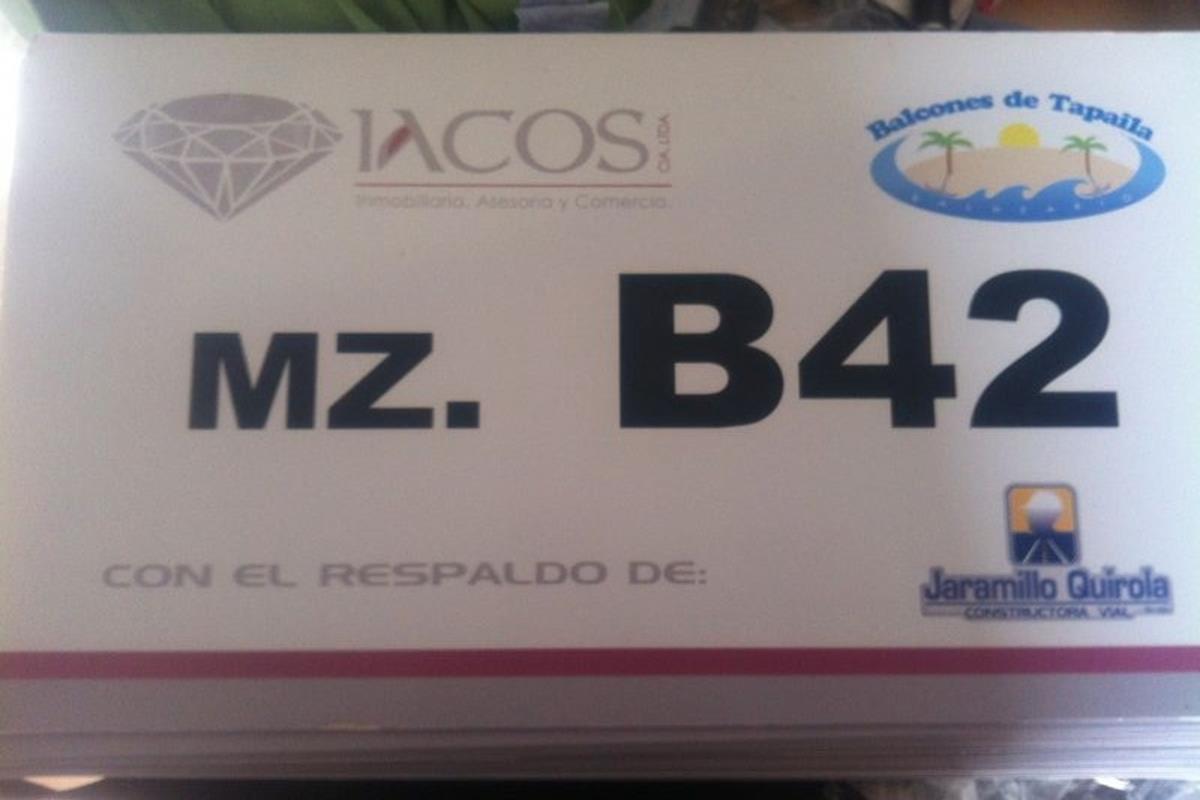 IACOS CIA. LTDA
Inmobiliaria, Asesoria y Comercio.
Balcones de Tapaila
BALNEARIO
MZ. B42
CON EL RESPALDO DE:
Jaramillo Quirola
CONSTRUCTORA VIAL